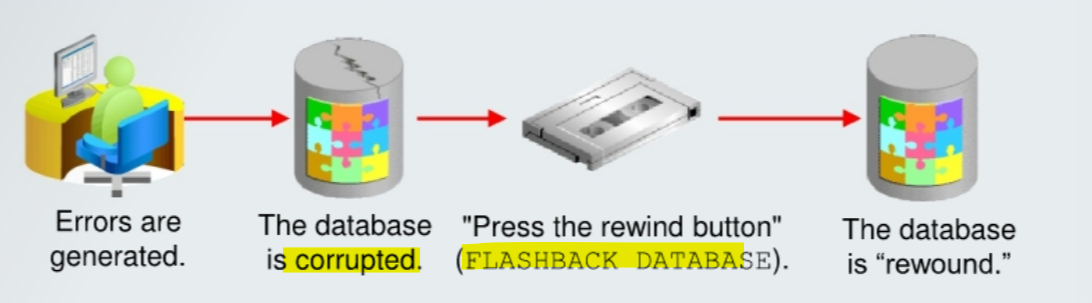 Errors are
generated.
The database
is corrupted.
"Press the rewind button"
(FLASHBACK DATABASE).
The database
is “rewound.”